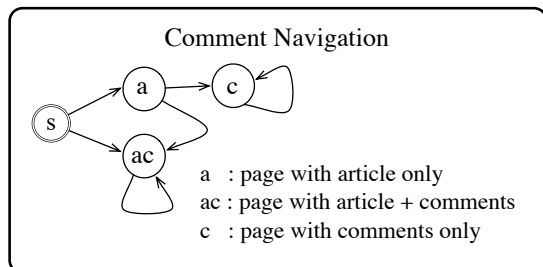 Comment Navigation
a
c
s
ac
a : page with article only
ac : page with article + comments
c : page with comments only